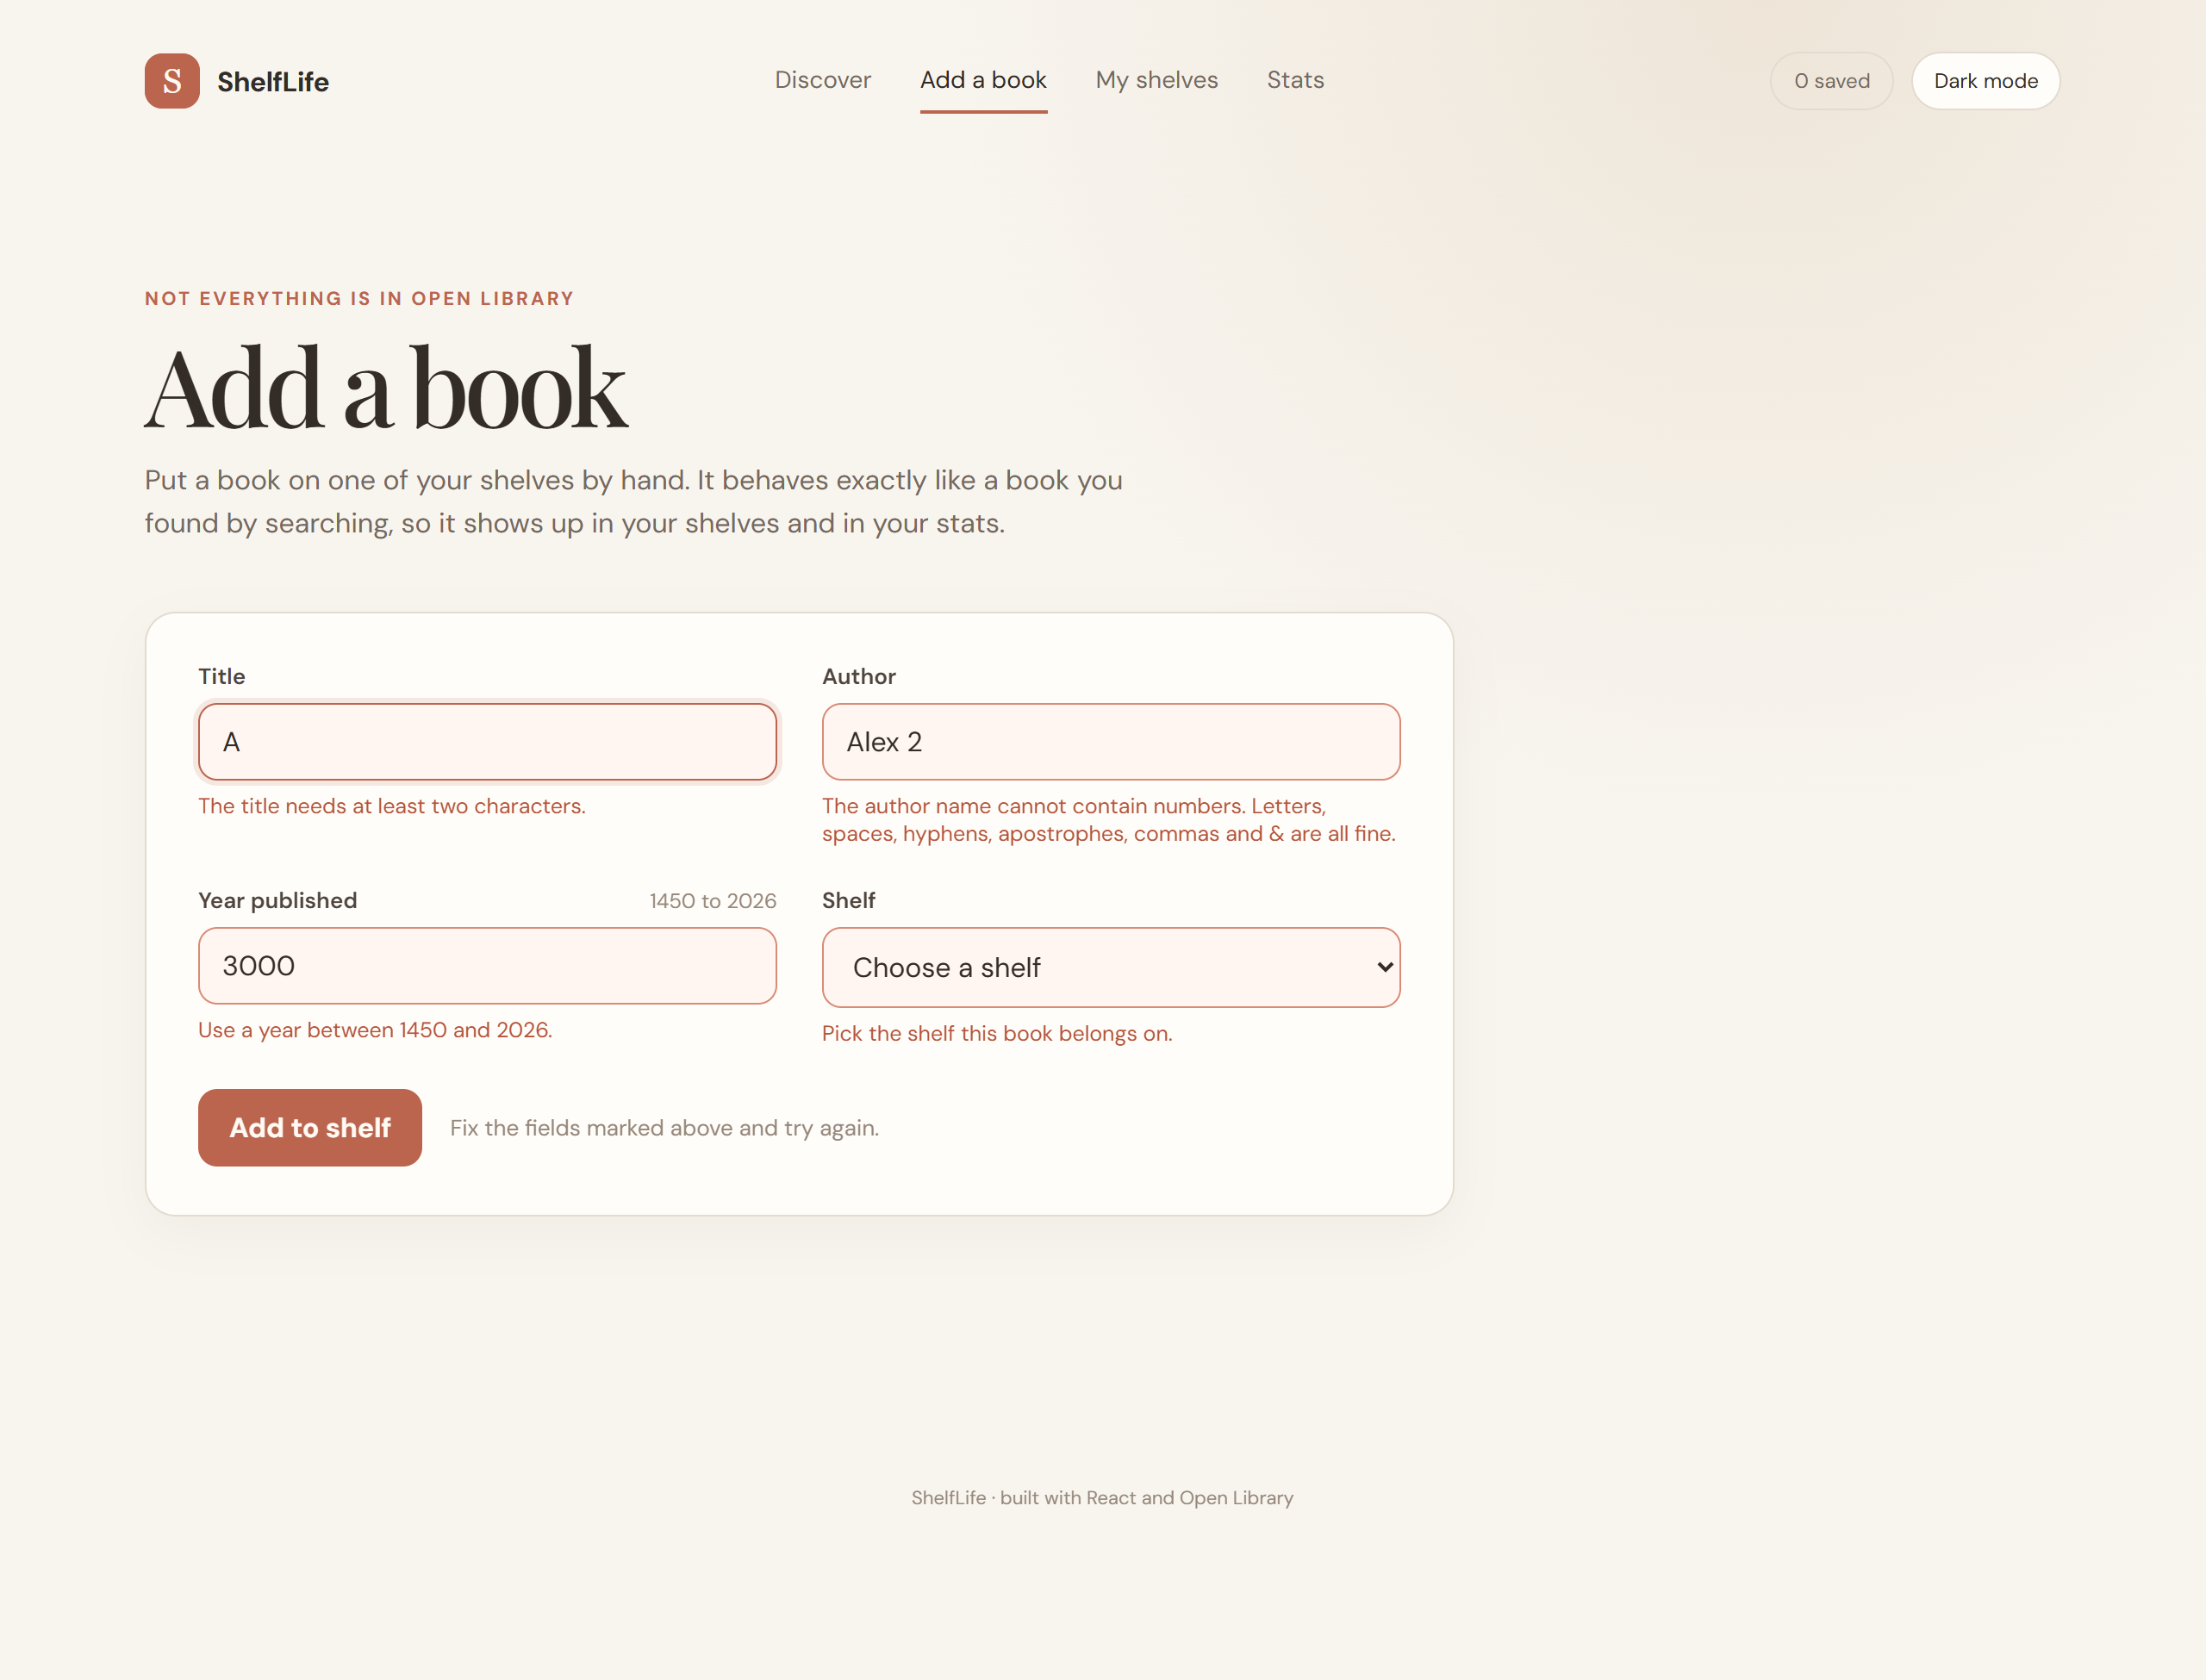 S ShelfLife
Discover Add a book My shelves Stats
0 saved Dark mode
NOT EVERYTHING IS IN OPEN LIBRARY
Add a book
Put a book on one of your shelves by hand. It behaves exactly like a book you
found by searching, so it shows up in your shelves and in your stats.
Title
A
The title needs at least two characters.
Author
Alex 2
The author name cannot contain numbers. Letters,
spaces, hyphens, apostrophes, commas and & are all fine.
Year published 1450 to 2026
3000
Use a year between 1450 and 2026.
Shelf
Choose a shelf
Pick the shelf this book belongs on.
Add to shelf
Fix the fields marked above and try again.
ShelfLife · built with React and Open Library